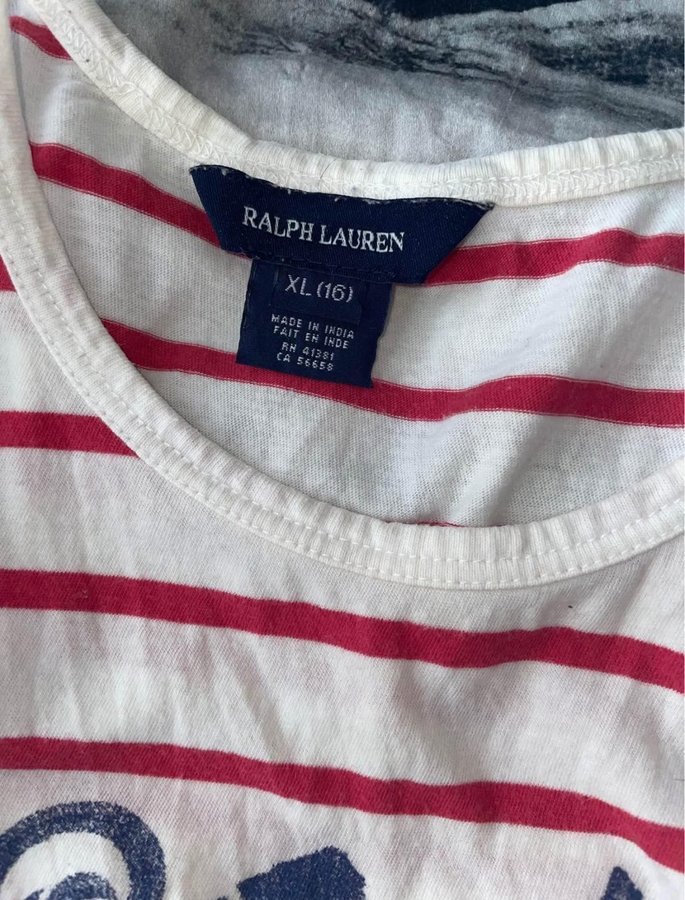 RALPH LAUREN
XL (16)
MADE IN INDIA
FAIT EN INDE
RN 41381
CA 56658